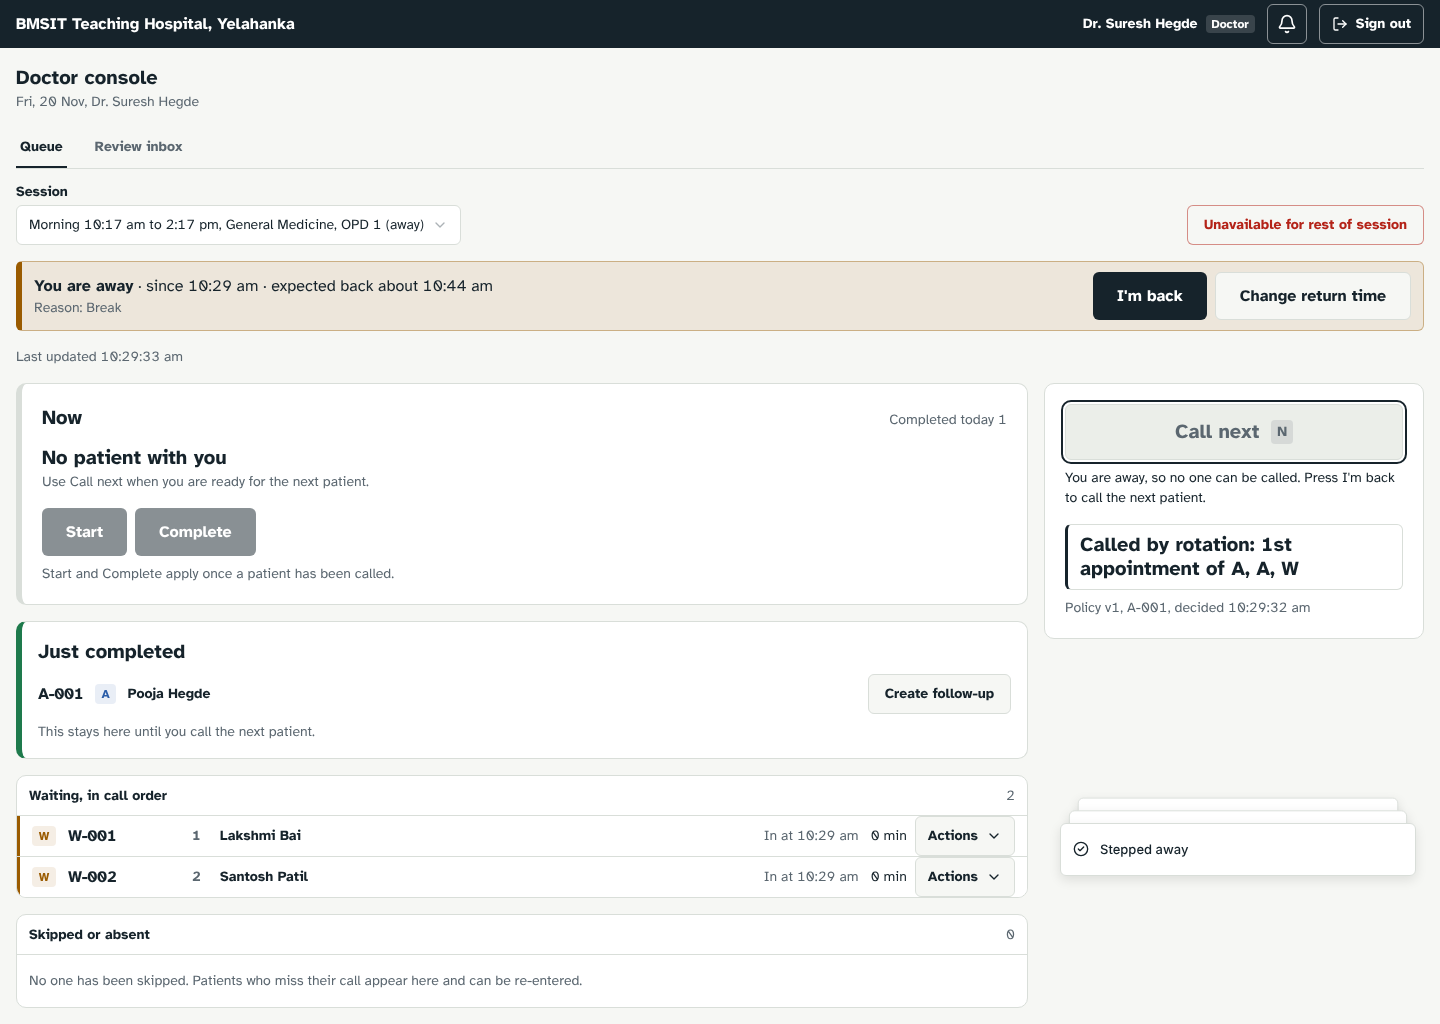 BMSIT Teaching Hospital, Yelahanka
Dr. Suresh Hegde Doctor
Sign out
Doctor console
Fri, 20 Nov, Dr. Suresh Hegde
Queue
Review inbox
Session
Morning 10:17 am to 2:17 pm, General Medicine, OPD 1 (away)
Unavailable for rest of session
You are away · since 10:29 am · expected back about 10:44 am
Reason: Break
I'm back
Change return time
Last updated 10:29:33 am
Now
Completed today 1
No patient with you
Use Call next when you are ready for the next patient.
Start
Complete
Start and Complete apply once a patient has been called.
Call next N
You are away, so no one can be called. Press I'm back
to call the next patient.
Called by rotation: 1st
appointment of A, A, W
Policy v1, A-001, decided 10:29:32 am
Just completed
A-001 A Pooja Hegde
Create follow-up
This stays here until you call the next patient.
Waiting, in call order 2
W W-001 1 Lakshmi Bai In at 10:29 am 0 min Actions
W W-002 2 Santosh Patil In at 10:29 am 0 min Actions
Stepped away
Skipped or absent 0
No one has been skipped. Patients who miss their call appear here and can be re-entered.